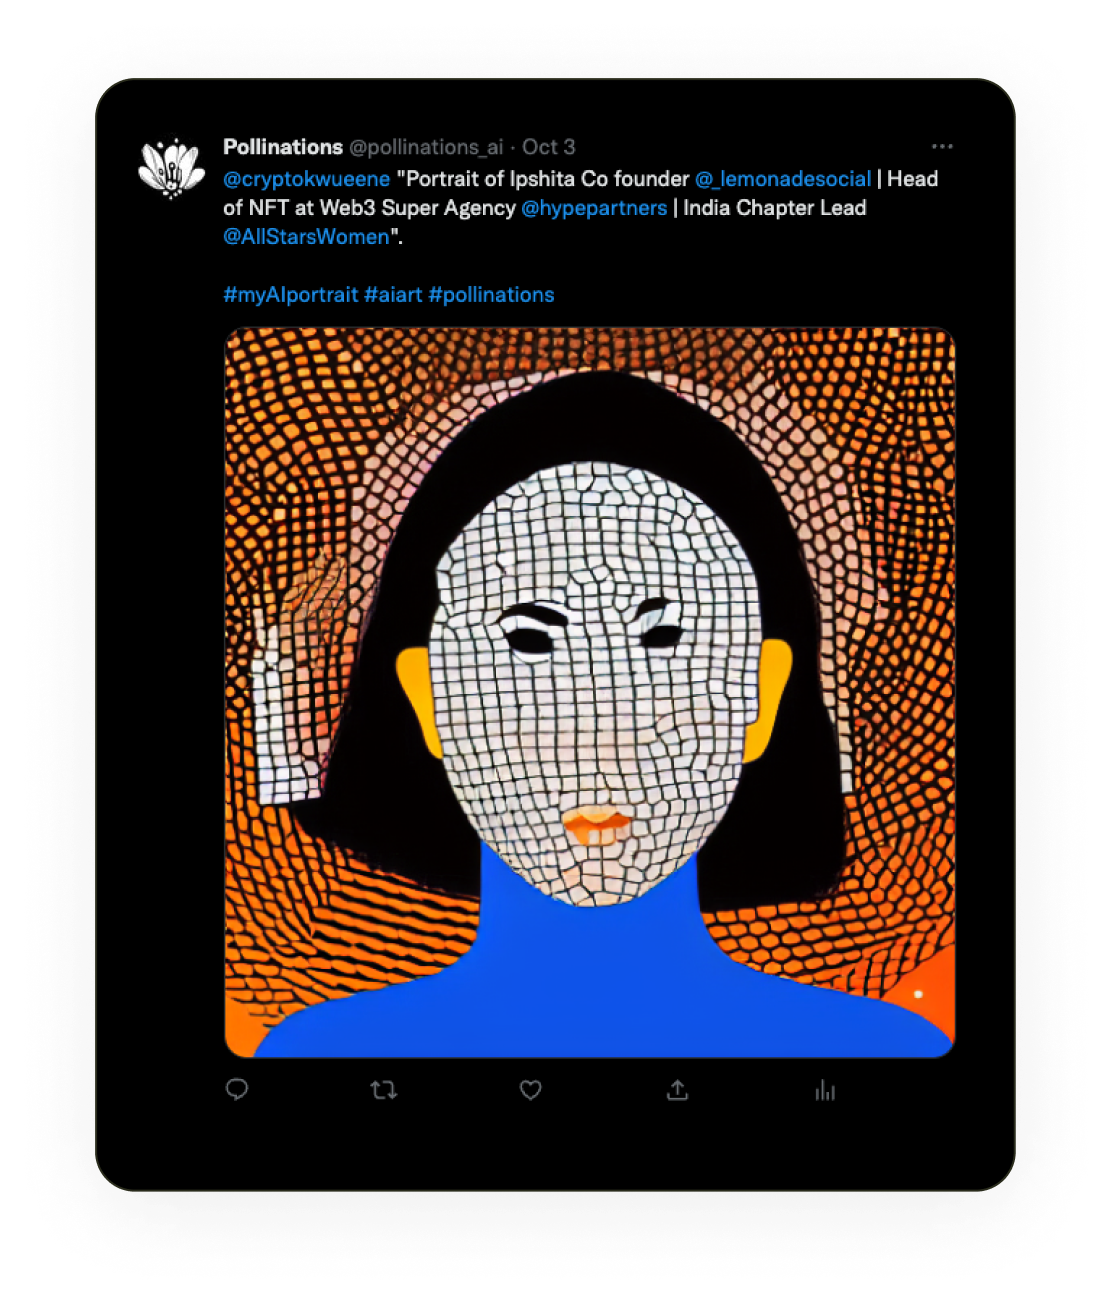 Pollinations @pollinations_ai · Oct 3
@cryptokwueene "Portrait of Ipshita Co founder @_lemonadesocial | Head
of NFT at Web3 Super Agency @hypepartners | India Chapter Lead
@AllStarsWomen".
#myAIportrait #aiart #pollinations